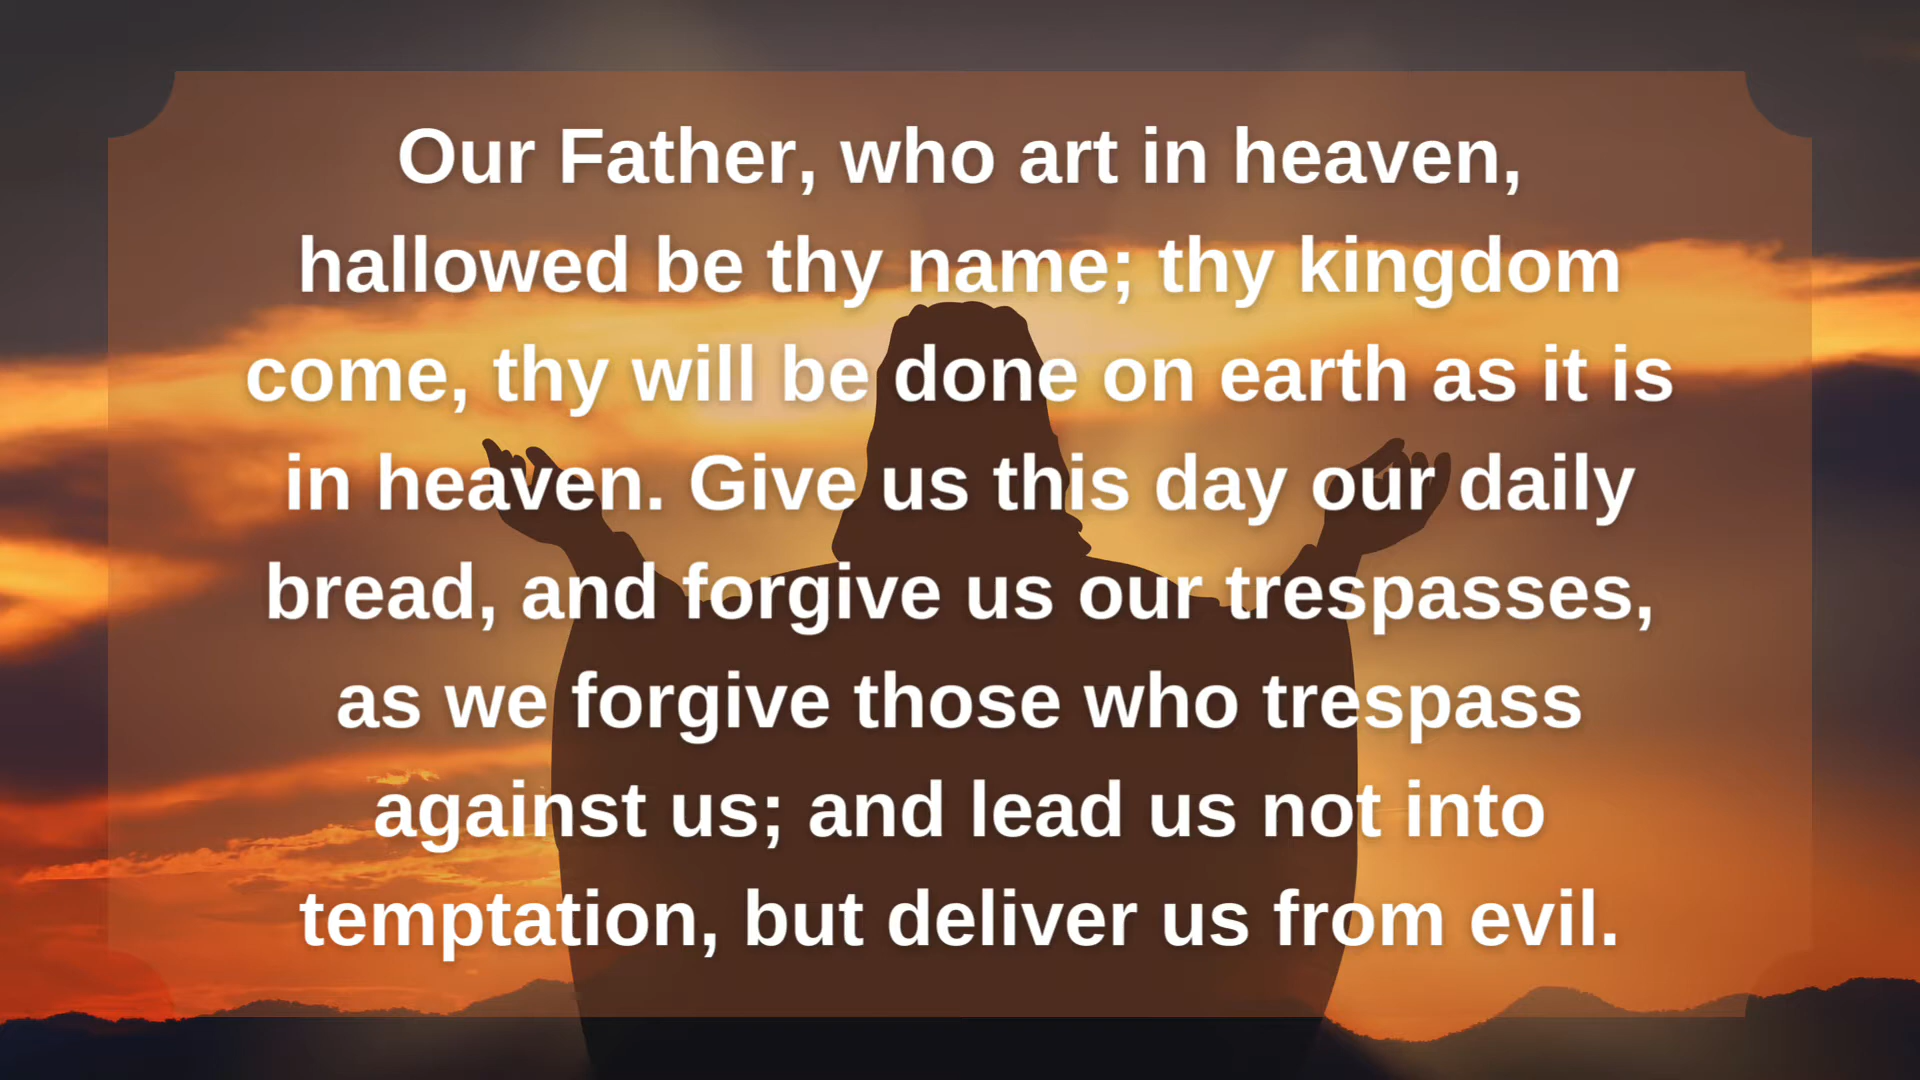 Our Father, who art in heaven,
hallowed be thy name; thy kingdom
come, thy will be done on earth as it is
in heaven. Give us this day our daily
bread, and forgive us our trespasses,
as we forgive those who trespass
against us; and lead us not into
temptation, but deliver us from evil.